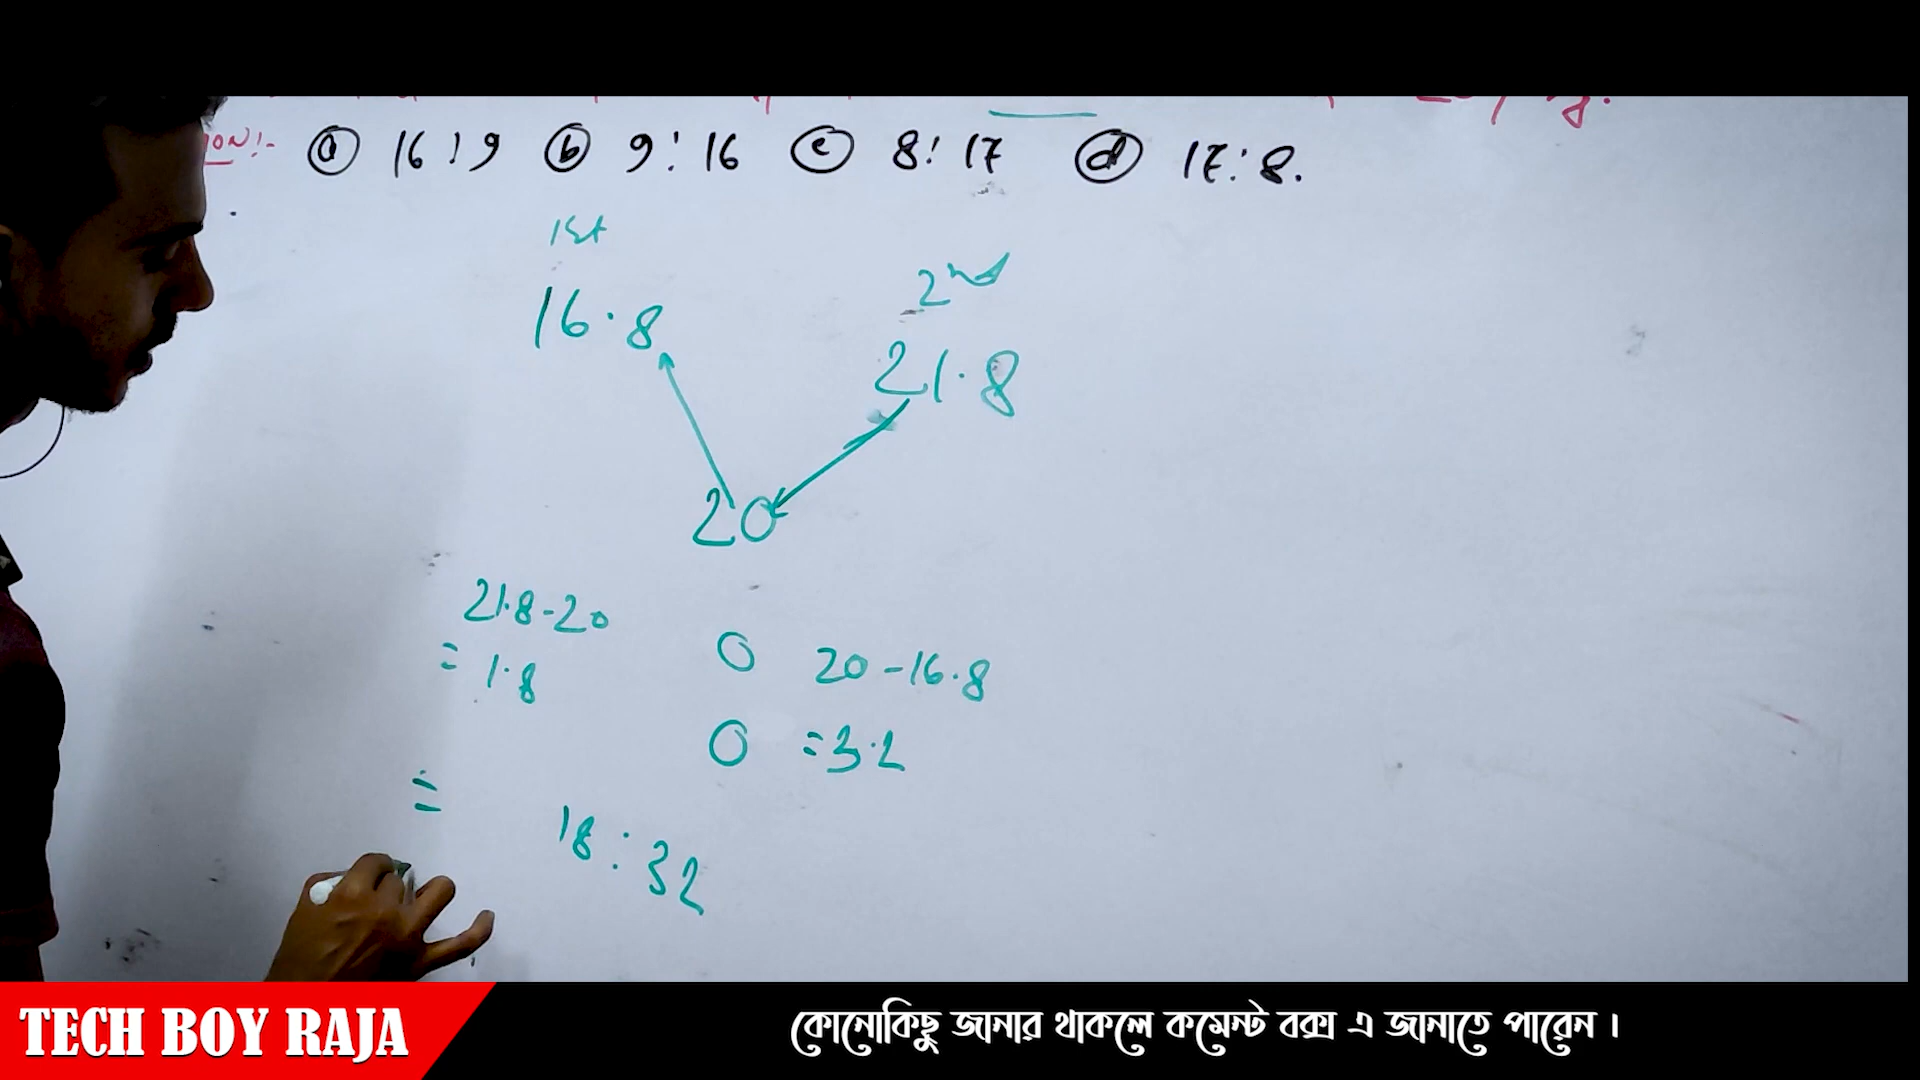 ⓐ 16:9 ⓑ 9:16 ⓒ 8:17 ⓓ 17:8.
1st
2nd
16.8
21.8
20
21.8-20
= 1.8
20-16.8
=3.2
= 18:32
TECH BOY RAJA
কোনোকিছু জানার থাকলে কমেন্ট বক্স এ জানাতে পারেন ।